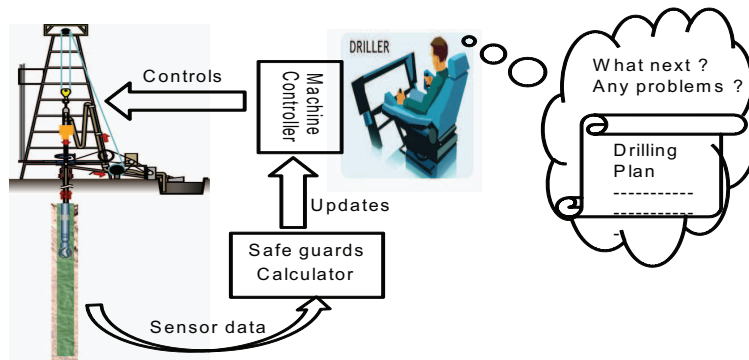 DRILLER
What next ?
Any problems ?
Controls
Machine
Controller
Drilling
Plan
-----------
-----------
-
Updates
Safe guards
Calculator
Sensor data